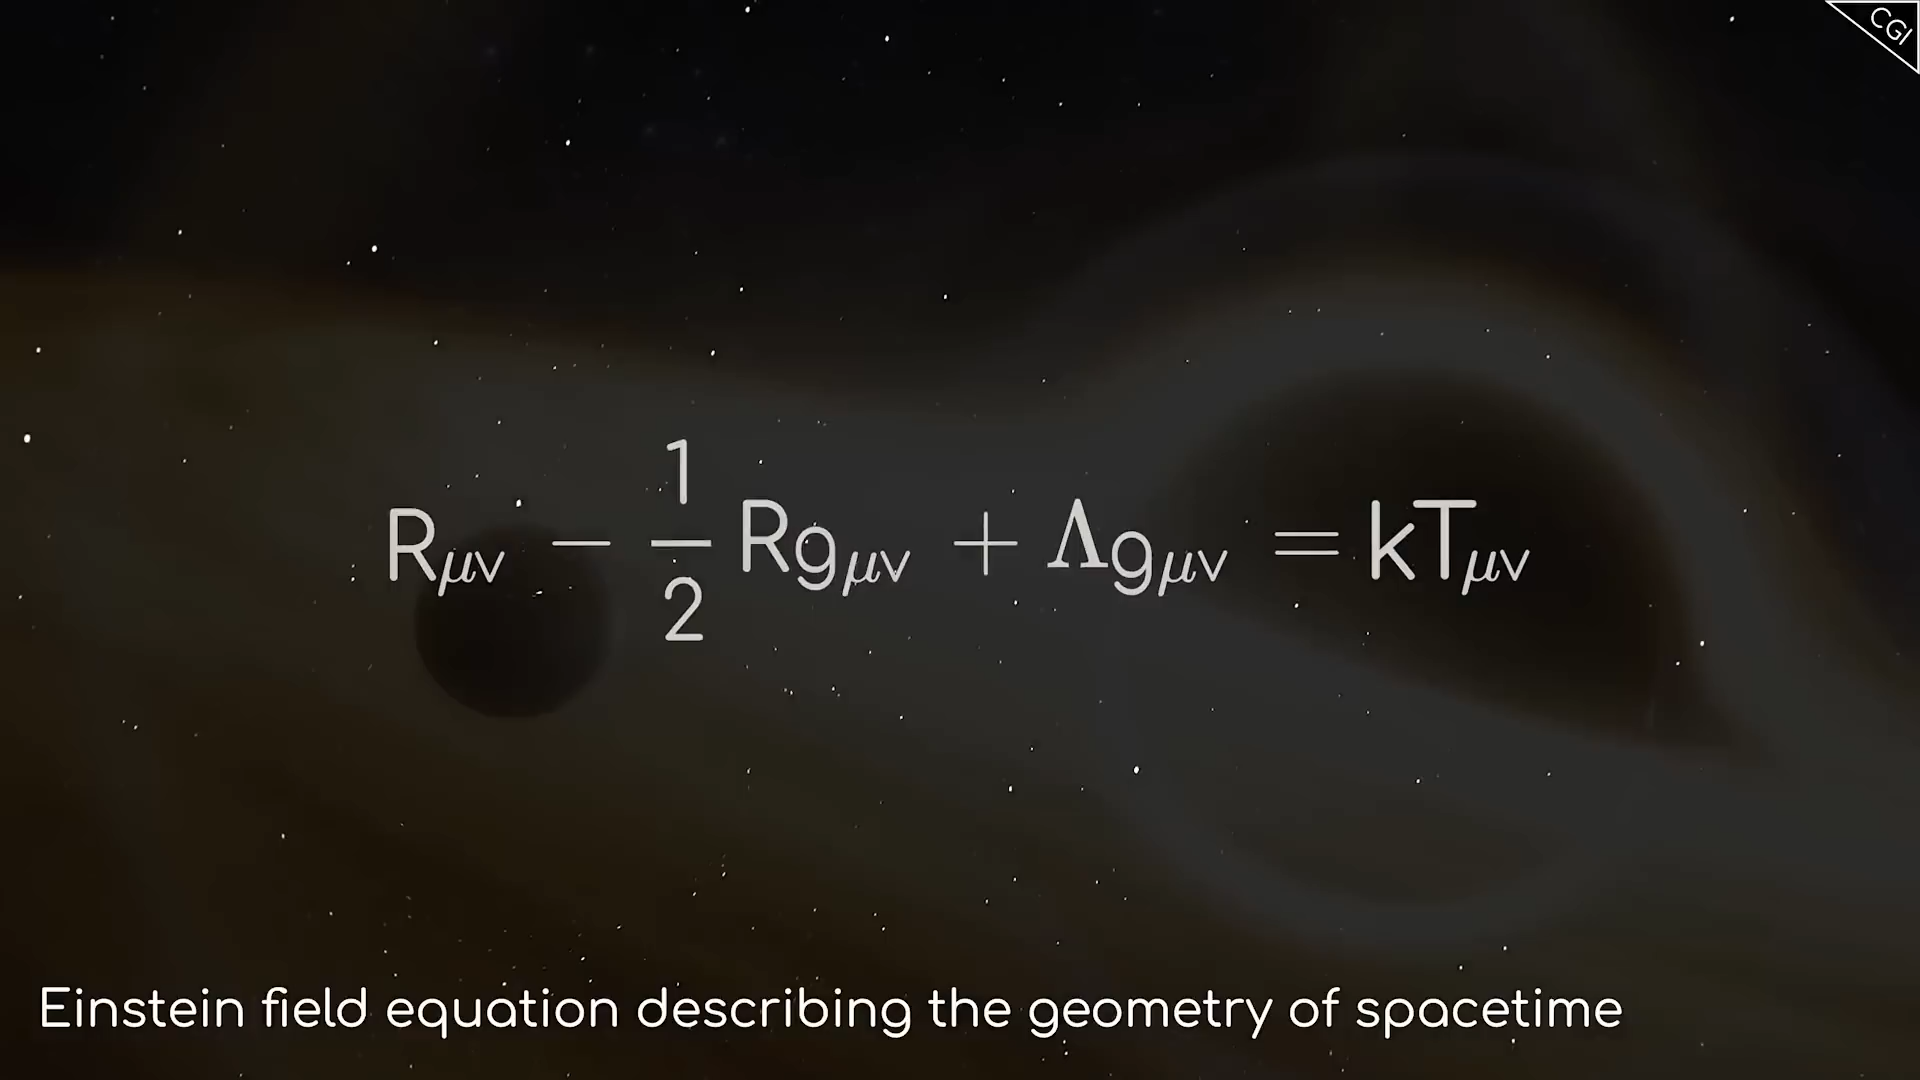 CGI
Rμν − 1/2 Rgμν + Λgμν = kTμν
Einstein field equation describing the geometry of spacetime